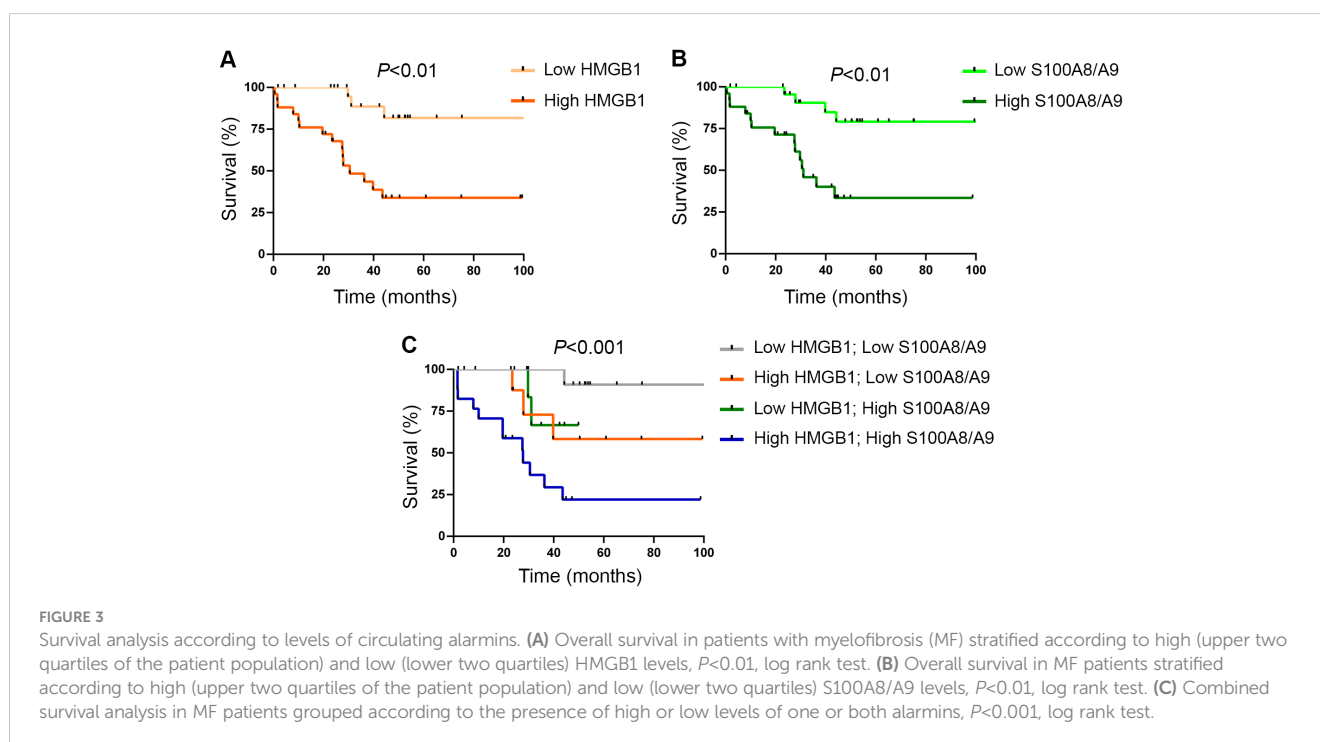 A
P<0.01
Low HMGB1
High HMGB1
100
75
50
25
0
Survival (%)
0 20 40 60 80 100
Time (months)
B
P<0.01
Low S100A8/A9
High S100A8/A9
100
75
50
25
0
Survival (%)
0 20 40 60 80 100
Time (months)
C
P<0.001
Low HMGB1; Low S100A8/A9
High HMGB1; Low S100A8/A9
Low HMGB1; High S100A8/A9
High HMGB1; High S100A8/A9
100
75
50
25
0
Survival (%)
0 20 40 60 80 100
Time (months)
FIGURE 3
Survival analysis according to levels of circulating alarmins. (A) Overall survival in patients with myelofibrosis (MF) stratified according to high (upper two
quartiles of the patient population) and low (lower two quartiles) HMGB1 levels, P<0.01, log rank test. (B) Overall survival in MF patients stratified
according to high (upper two quartiles of the patient population) and low (lower two quartiles) S100A8/A9 levels, P<0.01, log rank test. (C) Combined
survival analysis in MF patients grouped according to the presence of high or low levels of one or both alarmins, P<0.001, log rank test.